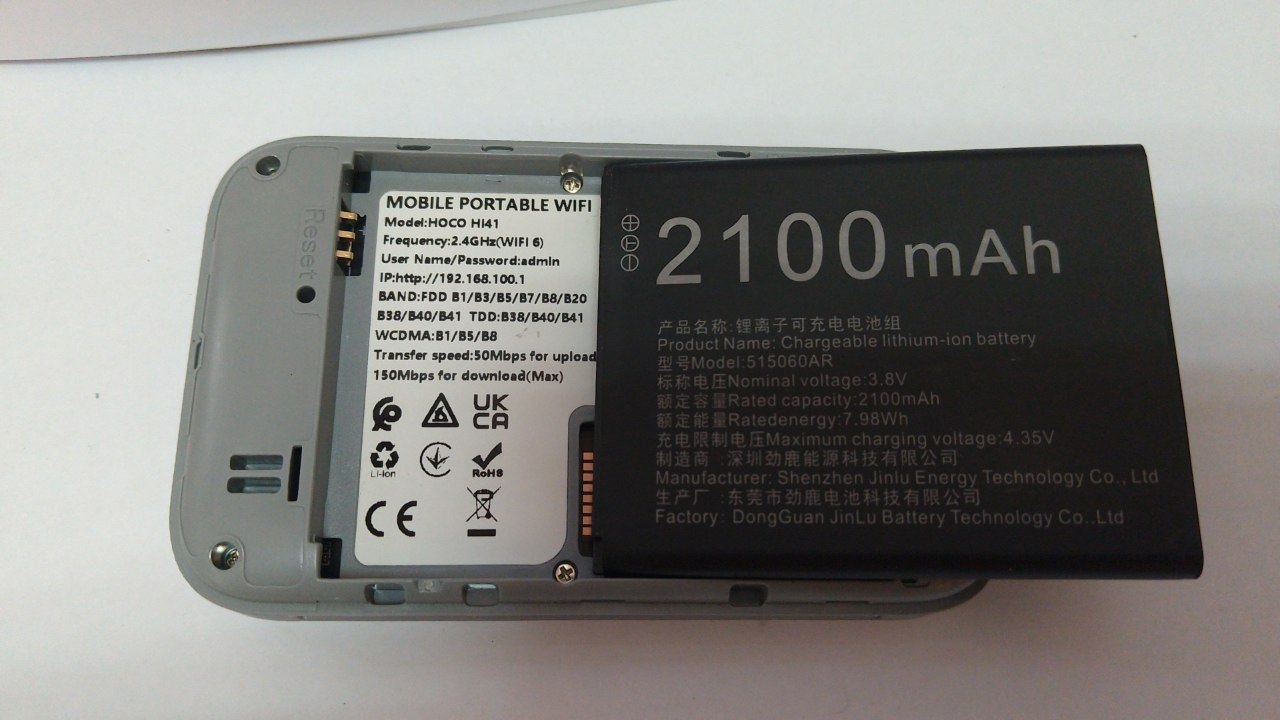 Reset
MOBILE PORTABLE WIFI
Model:HOCO HI41
Frequency:2.4GHz(WIFI 6)
User Name/Password:admin
IP:http://192.168.100.1
BAND:FDD B1/B3/B5/B7/B8/B20
B38/B40/B41 TDD:B38/B40/B41
WCDMA:B1/B5/B8
Transfer speed:50Mbps for upload
150Mbps for download(Max)
UK
CA
Li-ion
RoHS
CE
2100mAh
产品名称:锂离子可充电电池组
Product Name: Chargeable lithium-ion battery
型号Model:515060AR
标称电压Nominal voltage:3.8V
额定容量Rated capacity:2100mAh
额定能量Ratedenergy:7.98Wh
充电限制电压Maximum charging voltage:4.35V
制造商 :深圳劲鹿能源科技有限公司
Manufacturer: Shenzhen Jinlu Energy Technology Co., Ltd
生产厂 :东莞市劲鹿电池科技有限公司
Factory: DongGuan JinLu Battery Technology Co..Ltd